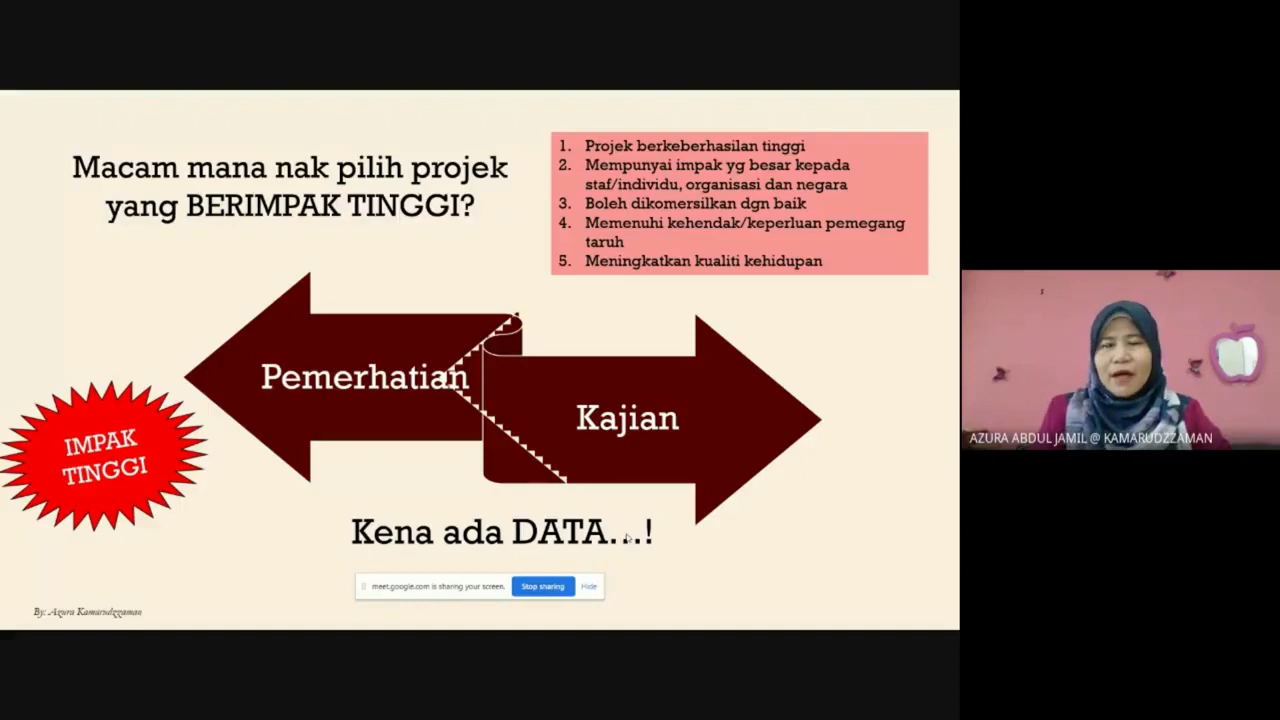 Macam mana nak pilih projek
yang BERIMPAK TINGGI?
1. Projek berkeberhasilan tinggi
2. Mempunyai impak yg besar kepada
staf/individu, organisasi dan negara
3. Boleh dikomersilkan dgn baik
4. Memenuhi kehendak/keperluan pemegang
taruh
5. Meningkatkan kualiti kehidupan
Pemerhatian
Kajian
IMPAK
TINGGI
Kena ada DATA...!
meet.google.com is sharing your screen.
Stop sharing
Hide
By: Azura Kamarudzzaman
AZURA ABDUL JAMIL @ KAMARUDZZAMAN